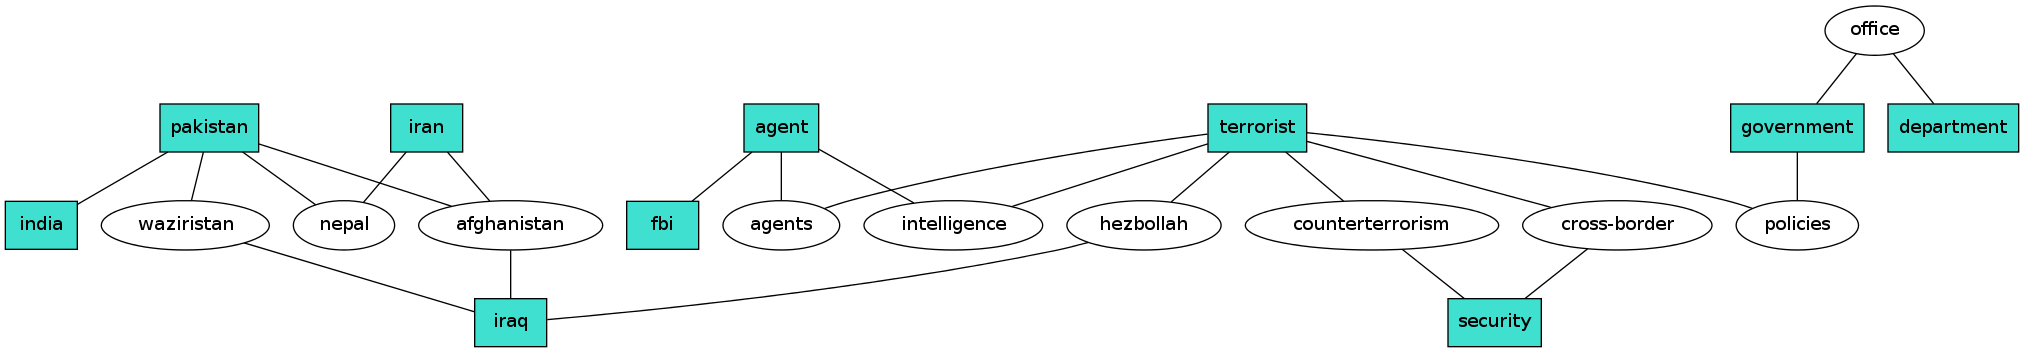 office
pakistan
iran
agent
terrorist
government
department
india
waziristan
nepal
afghanistan
fbi
agents
intelligence
hezbollah
counterterrorism
cross-border
policies
iraq
security